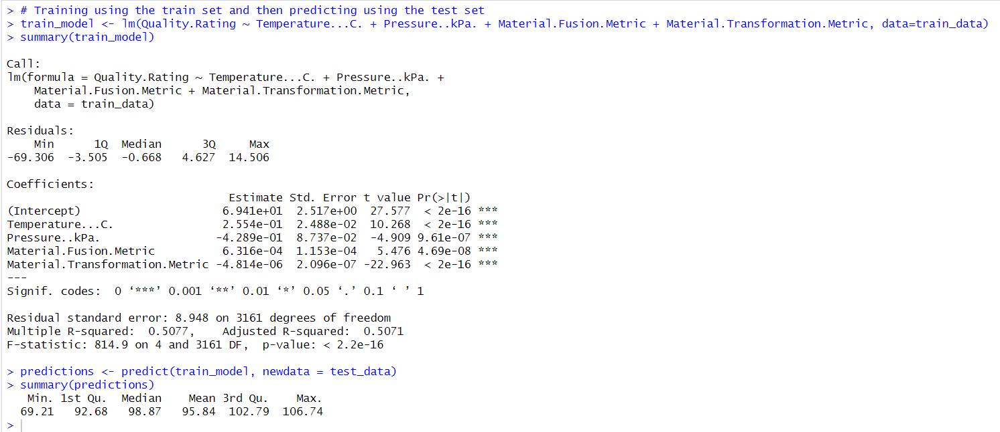 > # Training using the train set and then predicting using the test set
> train_model <- lm(Quality.Rating ~ Temperature...C. + Pressure..kPa. + Material.Fusion.Metric + Material.Transformation.Metric, data=train_data)
> summary(train_model)

Call:
lm(formula = Quality.Rating ~ Temperature...C. + Pressure..kPa. +
    Material.Fusion.Metric + Material.Transformation.Metric,
    data = train_data)

Residuals:
    Min      1Q  Median      3Q     Max
-69.306  -3.505  -0.668   4.627  14.506

Coefficients:
                                 Estimate Std. Error t value Pr(>|t|)
(Intercept)                     6.941e+01  2.517e+00  27.577  < 2e-16 ***
Temperature...C.                2.554e-01  2.488e-02  10.268  < 2e-16 ***
Pressure..kPa.                 -4.289e-01  8.737e-02  -4.909 9.61e-07 ***
Material.Fusion.Metric          6.316e-04  1.153e-04   5.476 4.69e-08 ***
Material.Transformation.Metric -4.814e-06  2.096e-07 -22.963  < 2e-16 ***
---
Signif. codes:  0 ‘***’ 0.001 ‘**’ 0.01 ‘*’ 0.05 ‘.’ 0.1 ‘ ’ 1

Residual standard error: 8.948 on 3161 degrees of freedom
Multiple R-squared:  0.5077,    Adjusted R-squared:  0.5071
F-statistic: 814.9 on 4 and 3161 DF,  p-value: < 2.2e-16

> predictions <- predict(train_model, newdata = test_data)
> summary(predictions)
   Min. 1st Qu.  Median    Mean 3rd Qu.    Max.
  69.21   92.68   98.87   95.84  102.79  106.74
>